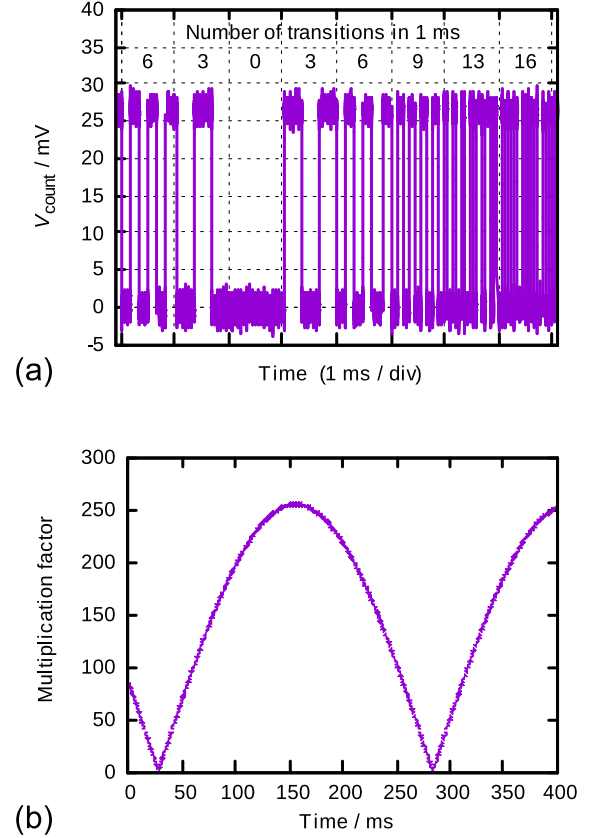 40
35
30
25
20
15
10
5
0
-5
V_count / mV
Number of transitions in 1 ms
6 3 0 3 6 9 13 16
Time (1 ms / div)
(a)
300
250
200
150
100
50
0
Multiplication factor
0 50 100 150 200 250 300 350 400
Time / ms
(b)